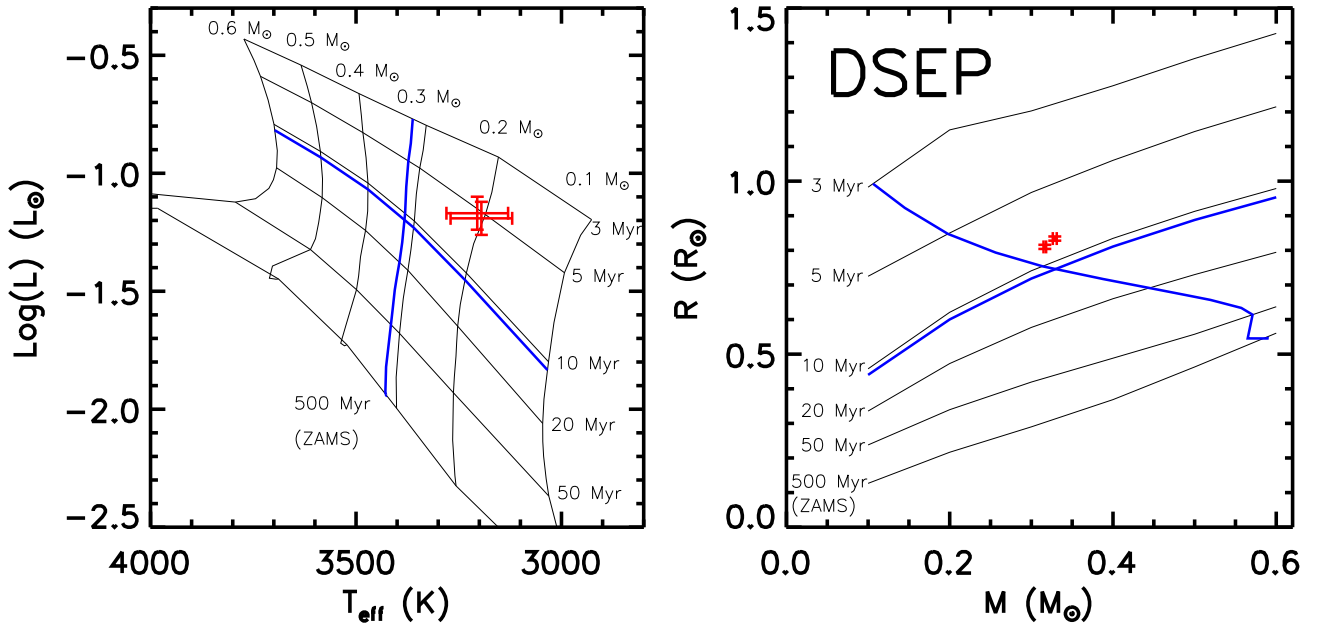 0.6 M⊙
0.5 M⊙
0.4 M⊙
0.3 M⊙
0.2 M⊙
0.1 M⊙
3 Myr
5 Myr
10 Myr
20 Myr
50 Myr
500 Myr
(ZAMS)
−0.5
−1.0
−1.5
−2.0
−2.5
Log(L) (L⊙)
4000
3500
3000
Teff (K)
DSEP
1.5
1.0
0.5
0.0
R (R⊙)
3 Myr
5 Myr
10 Myr
20 Myr
50 Myr
500 Myr
(ZAMS)
0.0
0.2
0.4
0.6
M (M⊙)